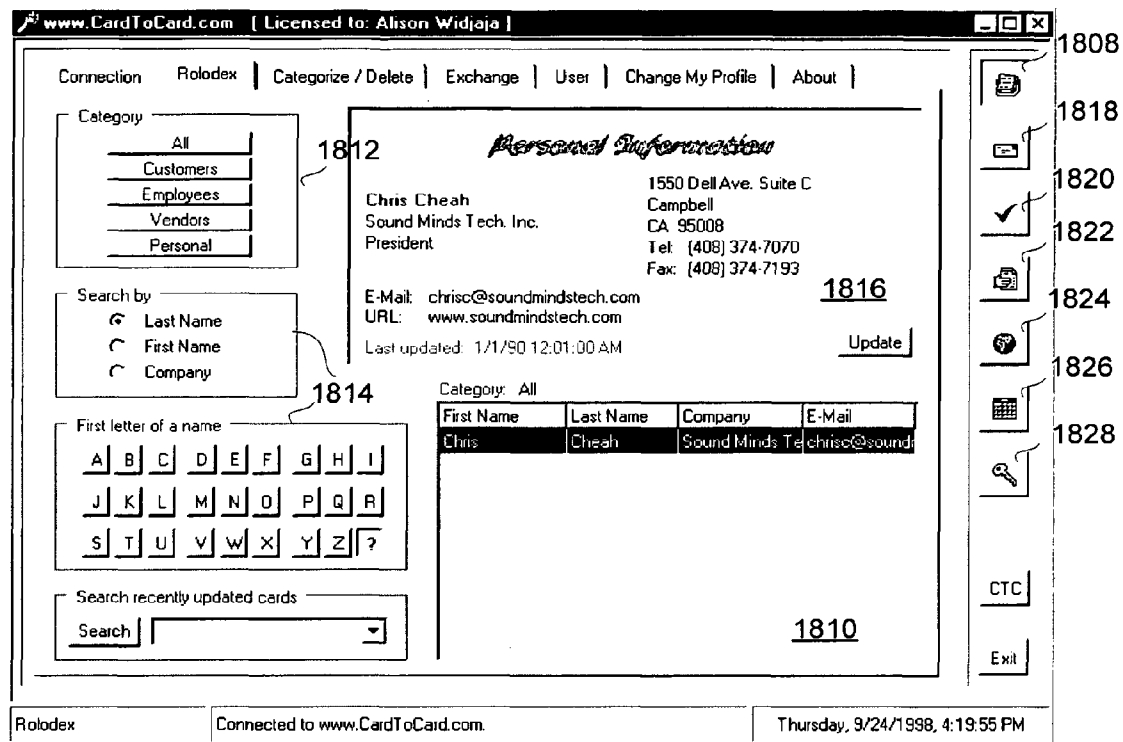 www.CardToCard.com [ Licensed to: Alison Widjaja ]
1808
Connection Rolodex Categorize / Delete Exchange User Change My Profile About
1818
Category
All
Customers
Employees
Vendors
Personal
1812
Personal Information
Chris Cheah
Sound Minds Tech. Inc.
President
1550 Dell Ave. Suite C
Campbell
CA 95008
Tel: (408) 374-7070
Fax: (408) 374-7193
1820
1822
E-Mail: chrisc@soundmindstech.com
URL: www.soundmindstech.com
1816
Last updated: 1/1/90 12:01:00 AM
Update
1824
Search by
Last Name
First Name
Company
1814
1826
Category: All
First Name Last Name Company E-Mail
Chris Cheah Sound Minds Te chrisc@soundr
1828
First letter of a name
A B C D E F G H I
J K L M N O P Q R
S T U V W X Y Z ?
Search recently updated cards
Search
1810
CTC
Exit
Rolodex Connected to www.CardToCard.com. Thursday, 9/24/1998, 4:19:55 PM